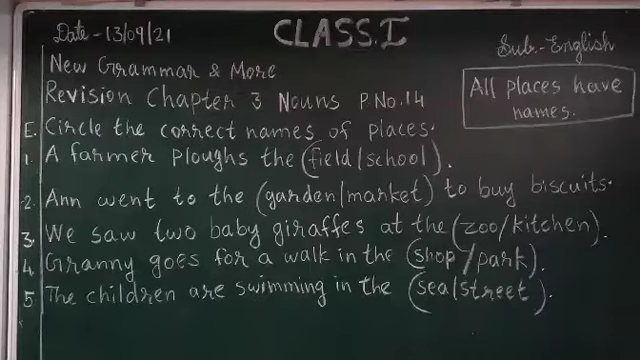 Date - 13/09/21
CLASS. I
Sub. - English
New Grammar & More
Revision Chapter 3 Nouns P.No. 14
All places have
names.
E. Circle the correct names of places.
1. A farmer ploughs the (field/school).
2. Ann went to the (garden/market) to buy biscuits.
3. We saw two baby giraffes at the (zoo/kitchen).
4. Granny goes for a walk in the (shop/park).
5. The children are swimming in the (sea/street).